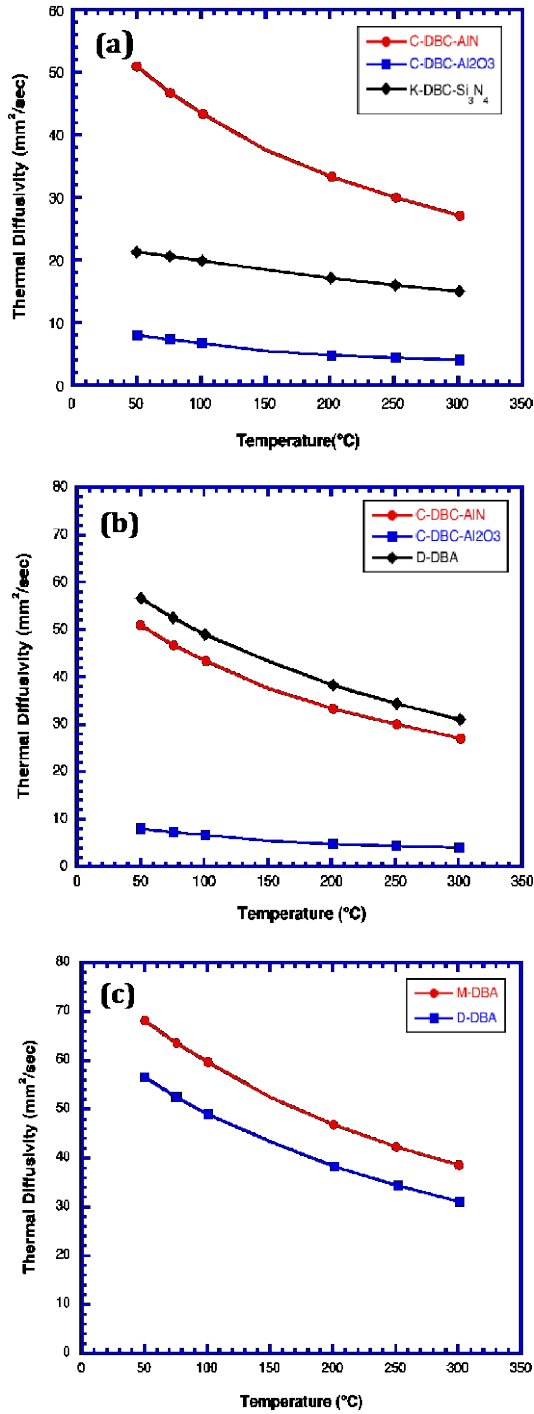 (a)
C-DBC-AlN
C-DBC-Al2O3
K-DBC-Si3N4
Thermal Diffusivity (mm²/sec)
60
50
40
30
20
10
0
0 50 100 150 200 250 300 350
Temperature(°C)
(b)
C-DBC-AlN
C-DBC-Al2O3
D-DBA
Thermal Diffusivity (mm²/sec)
80
70
60
50
40
30
20
10
0
0 50 100 150 200 250 300 350
Temperature (°C)
(c)
M-DBA
D-DBA
Thermal Diffusivity (mm²/sec)
80
70
60
50
40
30
20
10
0
0 50 100 150 200 250 300 350
Temperature (°C)